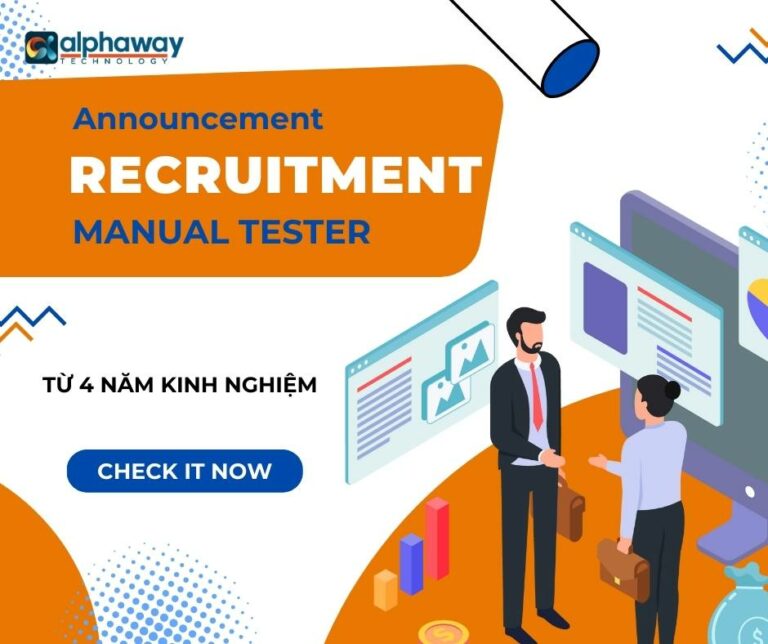 alphaway
TECHNOLOGY
Announcement
RECRUITMENT
MANUAL TESTER
TỪ 4 NĂM KINH NGHIỆM
CHECK IT NOW
$
$